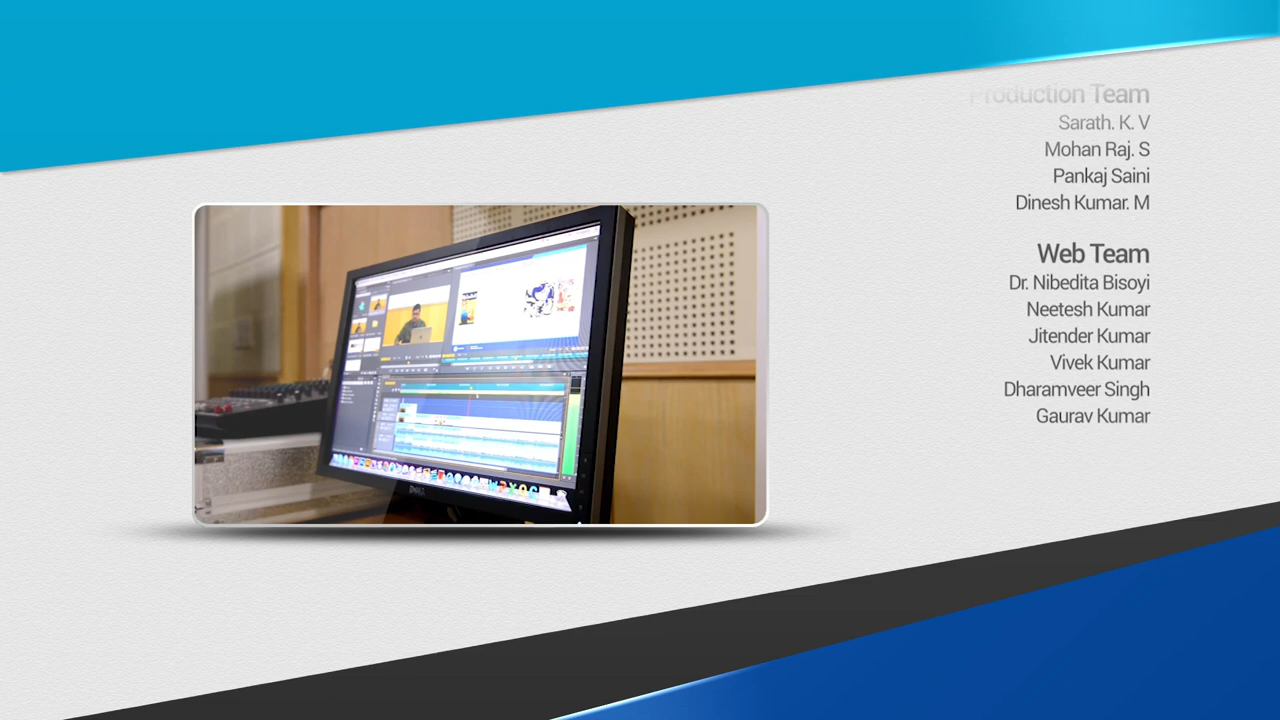 Production Team
Sarath. K. V
Mohan Raj. S
Pankaj Saini
Dinesh Kumar. M
Web Team
Dr. Nibedita Bisoyi
Neetesh Kumar
Jitender Kumar
Vivek Kumar
Dharamveer Singh
Gaurav Kumar
DELL